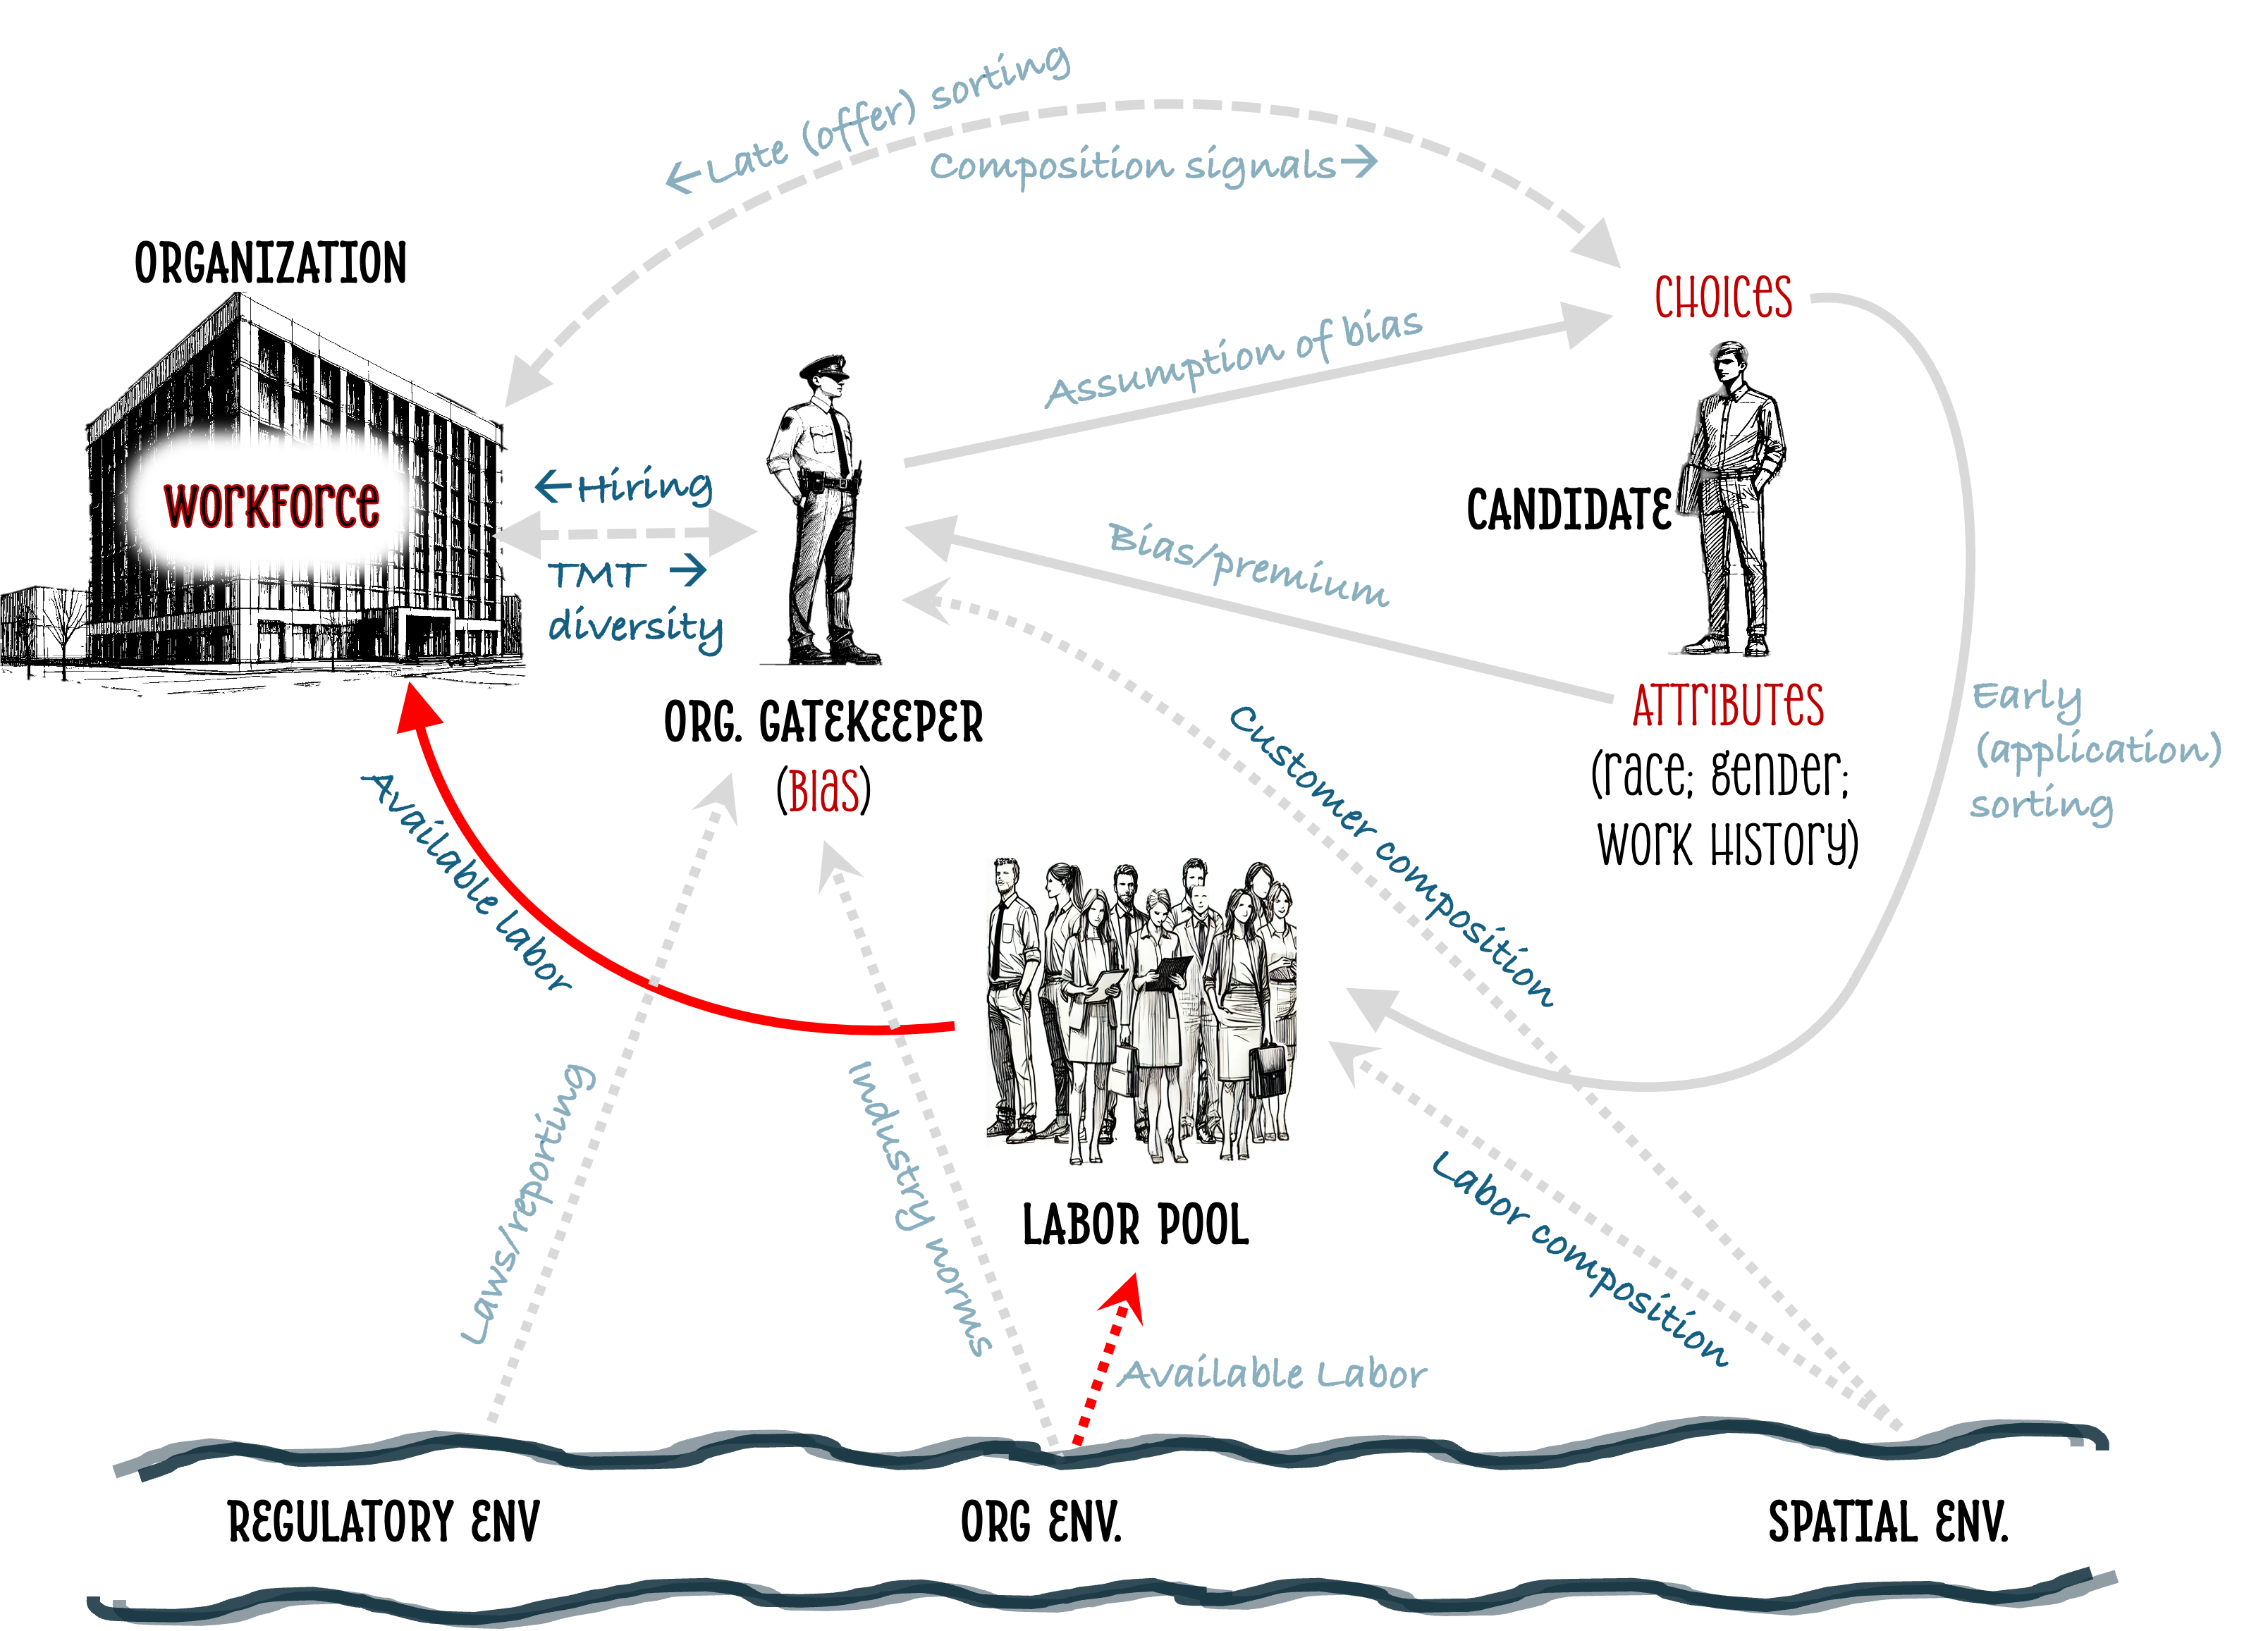 ←Late (offer) sorting
Composition signals→
ORGANIZATION
CHOICES
Assumption of bias
WORKFORCE
←Hiring
CANDIDATE
TMT →
diversity
Bias/premium
ATTRIBUTES
(RACE; GENDER;
WORK HISTORY)
Early
(application)
sorting
ORG. GATEKEEPER
(BIAS)
Customer composition
Available labor
Laws/reporting
Industry norms
LABOR POOL
Labor composition
Available Labor
REGULATORY ENV
ORG ENV.
SPATIAL ENV.